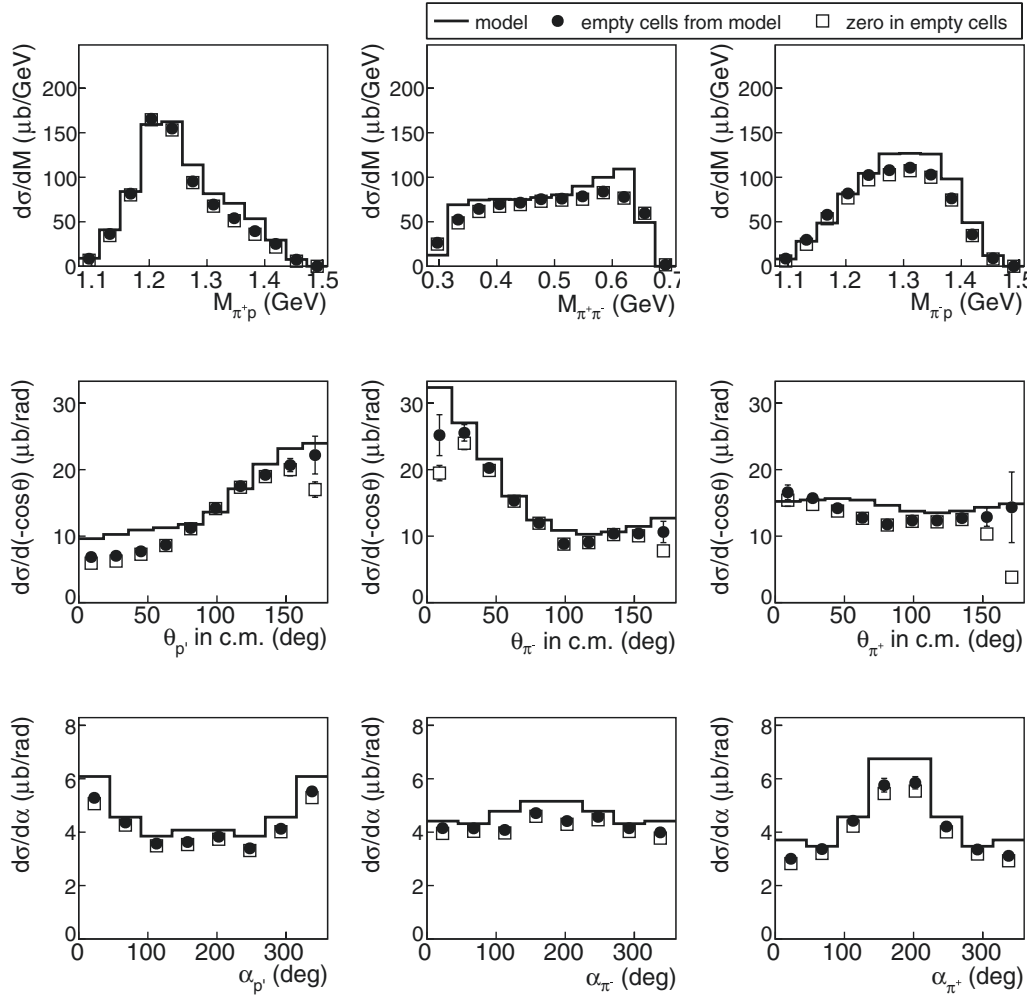 model empty cells from model zero in empty cells
dσ/dM (μb/GeV)
200
150
100
50
0
1.1 1.2 1.3 1.4 1.5
M_{π⁺p} (GeV)
dσ/dM (μb/GeV)
200
150
100
50
0
0.3 0.4 0.5 0.6 0.7
M_{π⁺π⁻} (GeV)
dσ/dM (μb/GeV)
200
150
100
50
0
1.1 1.2 1.3 1.4 1.5
M_{π⁻p} (GeV)
dσ/d(-cosθ) (μb/rad)
30
20
10
0
0 50 100 150
θ_{p'} in c.m. (deg)
dσ/d(-cosθ) (μb/rad)
30
20
10
0
0 50 100 150
θ_{π⁻} in c.m. (deg)
dσ/d(-cosθ) (μb/rad)
30
20
10
0
0 50 100 150
θ_{π⁺} in c.m. (deg)
dσ/dα (μb/rad)
8
6
4
2
0
0 100 200 300
α_{p'} (deg)
dσ/dα (μb/rad)
8
6
4
2
0
0 100 200 300
α_{π⁻} (deg)
dσ/dα (μb/rad)
8
6
4
2
0
0 100 200 300
α_{π⁺} (deg)